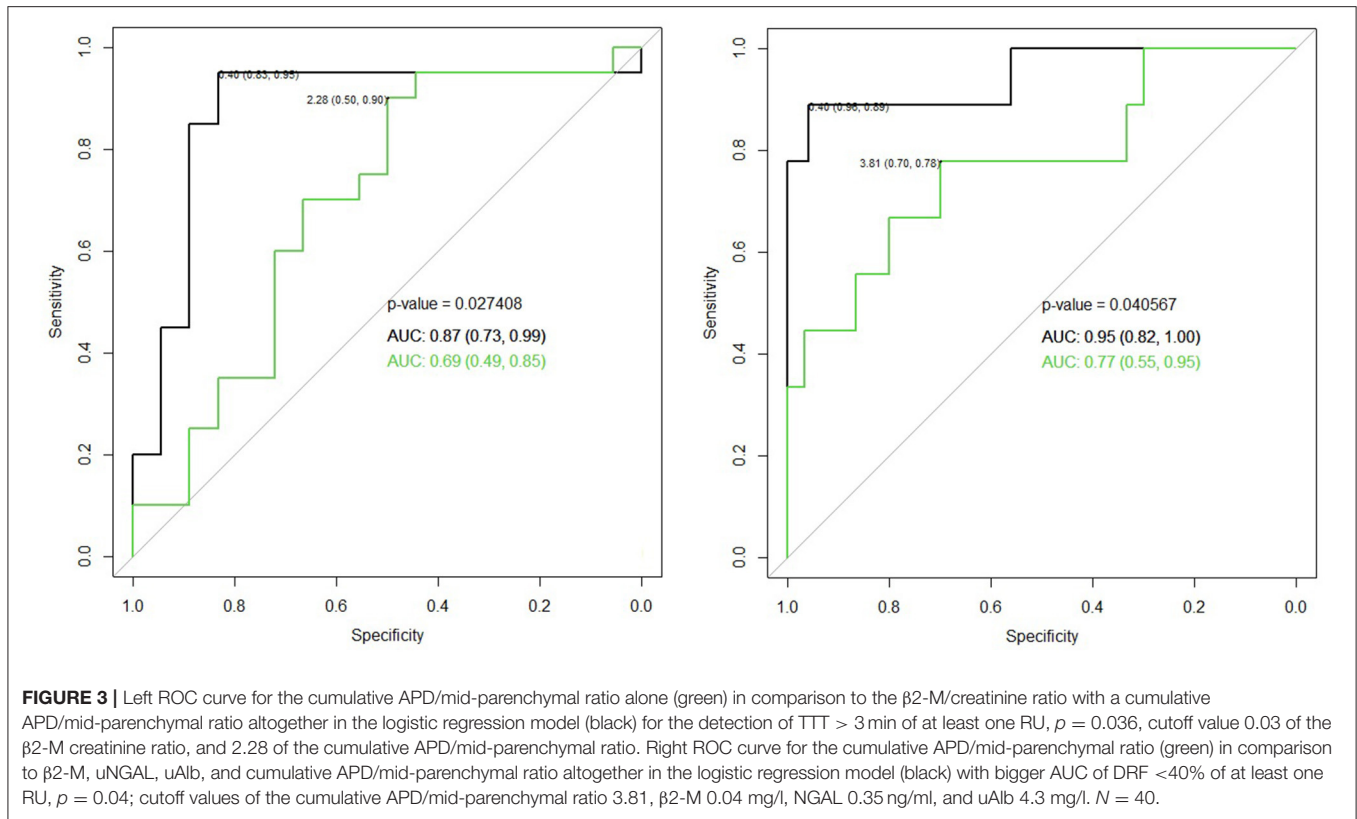 1.0
0.8
0.6
0.4
0.2
0.0
Sensitivity
0.40 (0.83, 0.95)
2.28 (0.50, 0.90)
p-value = 0.027408
AUC: 0.87 (0.73, 0.99)
AUC: 0.69 (0.49, 0.85)
1.0 0.8 0.6 0.4 0.2 0.0
Specificity
1.0
0.8
0.6
0.4
0.2
0.0
Sensitivity
0.40 (0.96, 0.89)
3.81 (0.70, 0.78)
p-value = 0.040567
AUC: 0.95 (0.82, 1.00)
AUC: 0.77 (0.55, 0.95)
1.0 0.8 0.6 0.4 0.2 0.0
Specificity
FIGURE 3 | Left ROC curve for the cumulative APD/mid-parenchymal ratio alone (green) in comparison to the β2-M/creatinine ratio with a cumulative
APD/mid-parenchymal ratio altogether in the logistic regression model (black) for the detection of TTT > 3 min of at least one RU, p = 0.036, cutoff value 0.03 of the
β2-M creatinine ratio, and 2.28 of the cumulative APD/mid-parenchymal ratio. Right ROC curve for the cumulative APD/mid-parenchymal ratio (green) in comparison
to β2-M, uNGAL, uAlb, and cumulative APD/mid-parenchymal ratio altogether in the logistic regression model (black) with bigger AUC of DRF <40% of at least one
RU, p = 0.04; cutoff values of the cumulative APD/mid-parenchymal ratio 3.81, β2-M 0.04 mg/l, NGAL 0.35 ng/ml, and uAlb 4.3 mg/l. N = 40.